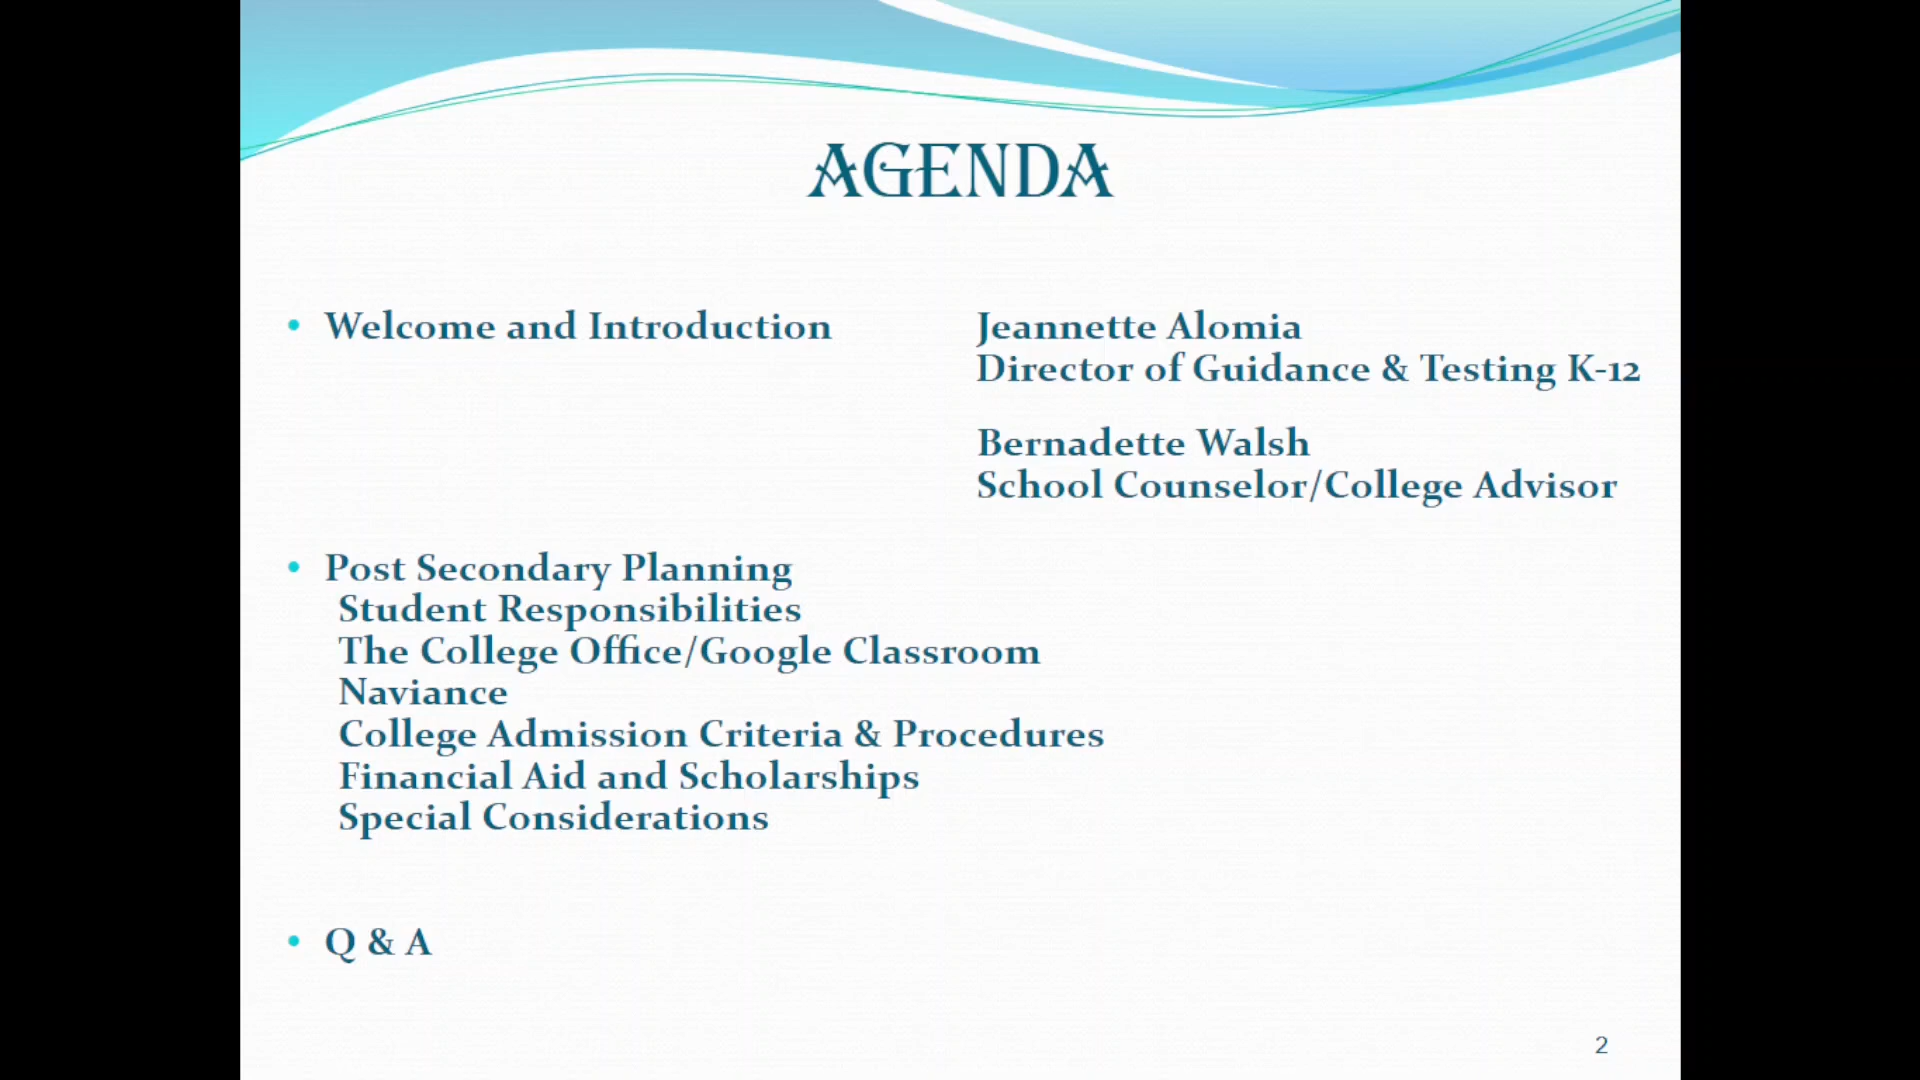 AGENDA
• Welcome and Introduction
Jeannette Alomia
Director of Guidance & Testing K-12
Bernadette Walsh
School Counselor/College Advisor
• Post Secondary Planning
Student Responsibilities
The College Office/Google Classroom
Naviance
College Admission Criteria & Procedures
Financial Aid and Scholarships
Special Considerations
• Q & A
2